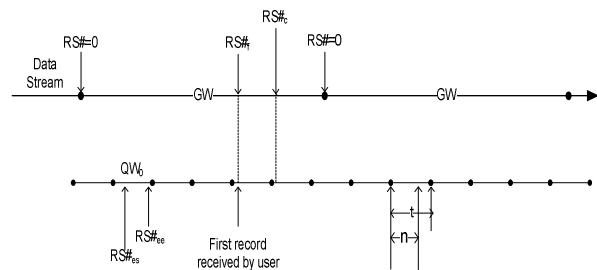 RS#c
RS#=0
RS#f
RS#=0
Data
Stream
GW
GW
QW0
t
n
RS#ee
RS#es
First record
received by user